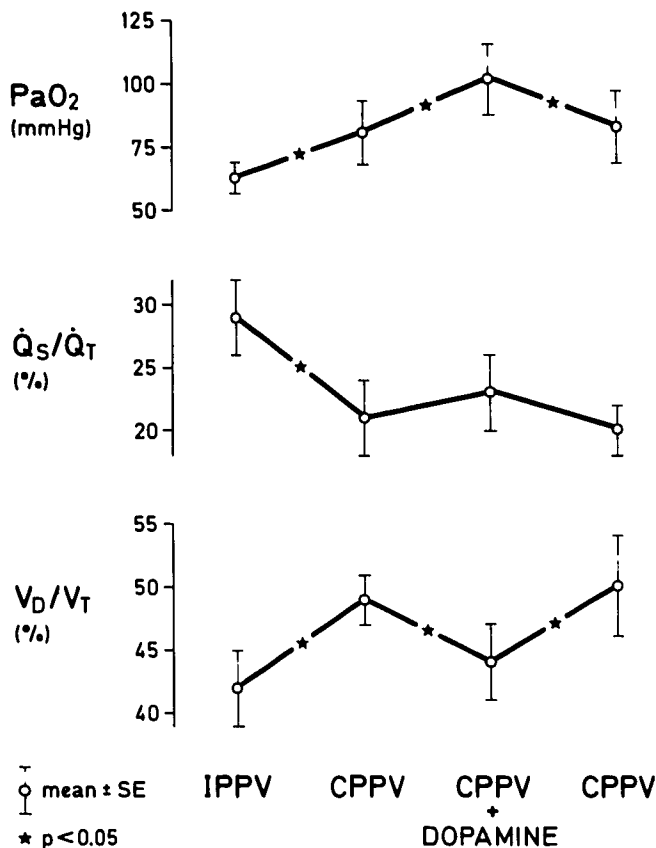 PaO2
(mmHg)
125
100
75
50
Q̇S/Q̇T
(%)
30
25
20
VD/VT
(%)
55
50
45
40
IPPV CPPV CPPV + DOPAMINE CPPV
mean ± SE
★ p<0.05